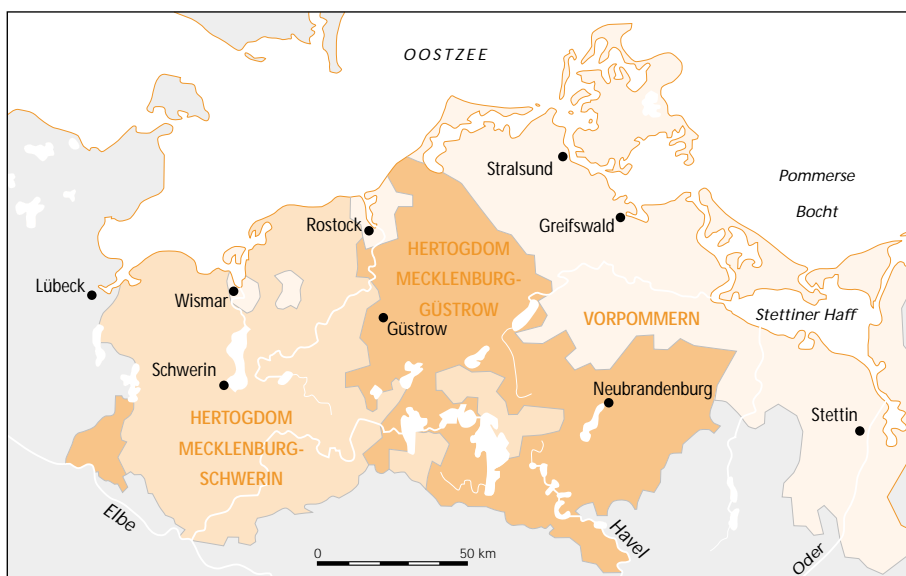 OOSTZEE
Stralsund
Pommerse
Bocht
Greifswald
Rostock
HERTOGDOM
MECKLENBURG-
GÜSTROW
Lübeck
Wismar
Stettiner Haff
VORPOMMERN
Güstrow
Schwerin
Neubrandenburg
HERTOGDOM
MECKLENBURG-
SCHWERIN
Stettin
Elbe
Havel
Oder
0 50 km